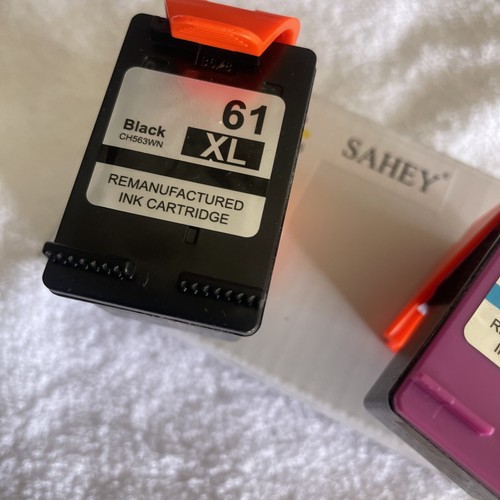 61
Black
XL
CH563WN
REMANUFACTURED
INK CARTRIDGE
SAHEY